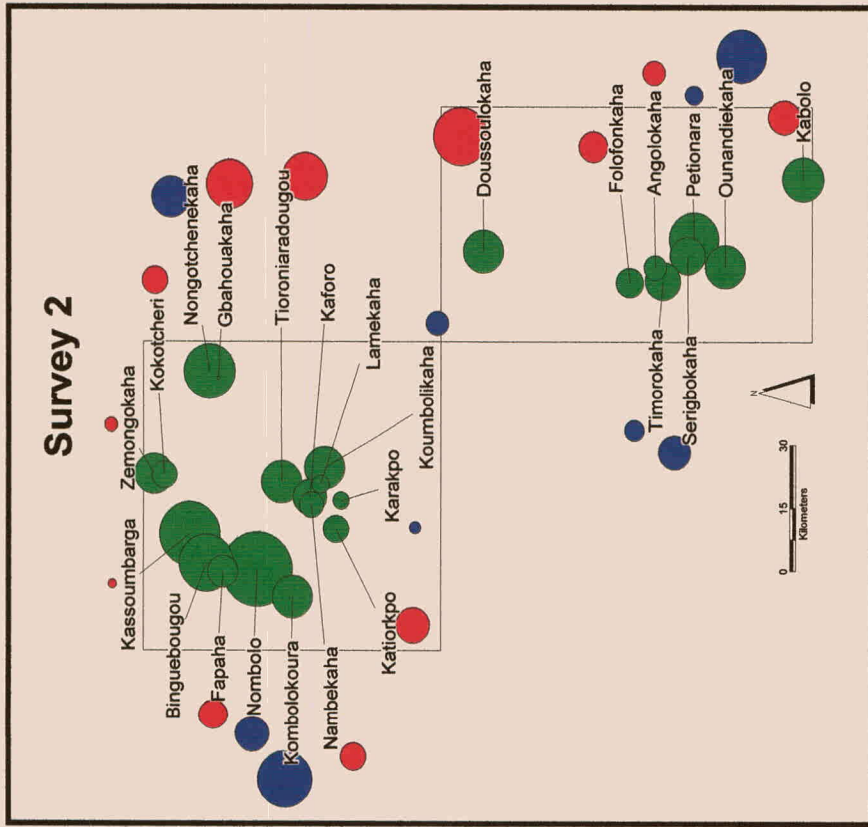 Survey 2
Kassoumbarga
Zemongokaha
Kokotcheri
Nongotchenekaha
Gbahouakaha
Binguebougou
Fapaha
Nombolo
Kombolokoura
Nambekaha
Katiorkpo
Karakpo
Tioroniaradougou
Kaforo
Lamekaha
Koumbolikaha
Doussoulokaha
Folofonkaha
Angolokaha
Petionara
Ounandiekaha
Kabolo
Timorokaha
Serigbokaha
N
0 15 30
Kilometers